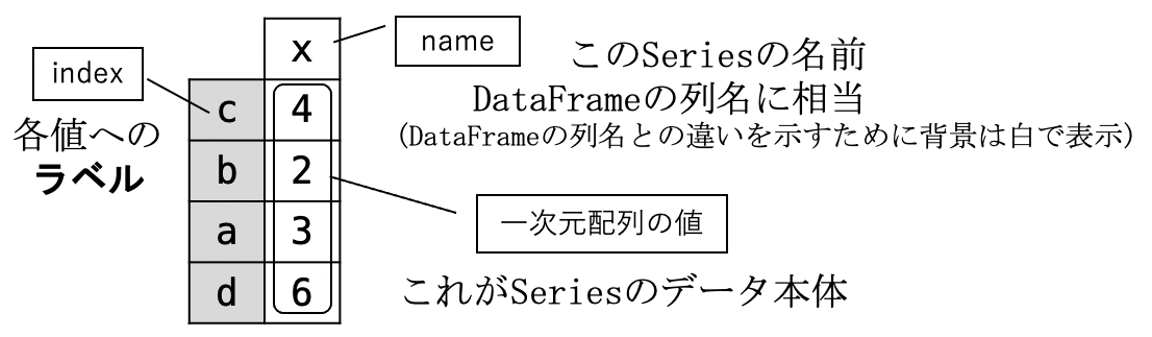 x
name
このSeriesの名前
DataFrameの列名に相当
(DataFrameの列名との違いを示すために背景は白で表示)
index
各値への
ラベル
c 4
b 2
a 3
d 6
一次元配列の値
これがSeriesのデータ本体